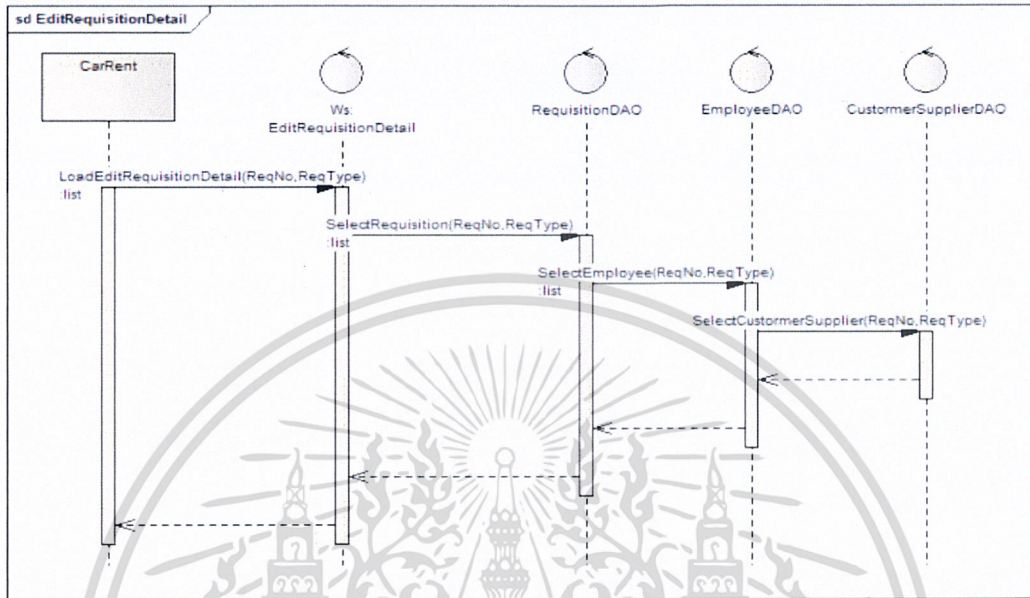 sd EditRequisitionDetail
CarRent
Ws:
EditRequisitionDetail
RequisitionDAO
EmployeeDAO
CustormerSupplierDAO
LoadEditRequisitionDetail(ReqNo,ReqType)
:list
SelectRequisition(ReqNo,ReqType)
:list
SelectEmployee(ReqNo,ReqType)
:list
SelectCustormerSupplier(ReqNo,ReqType)